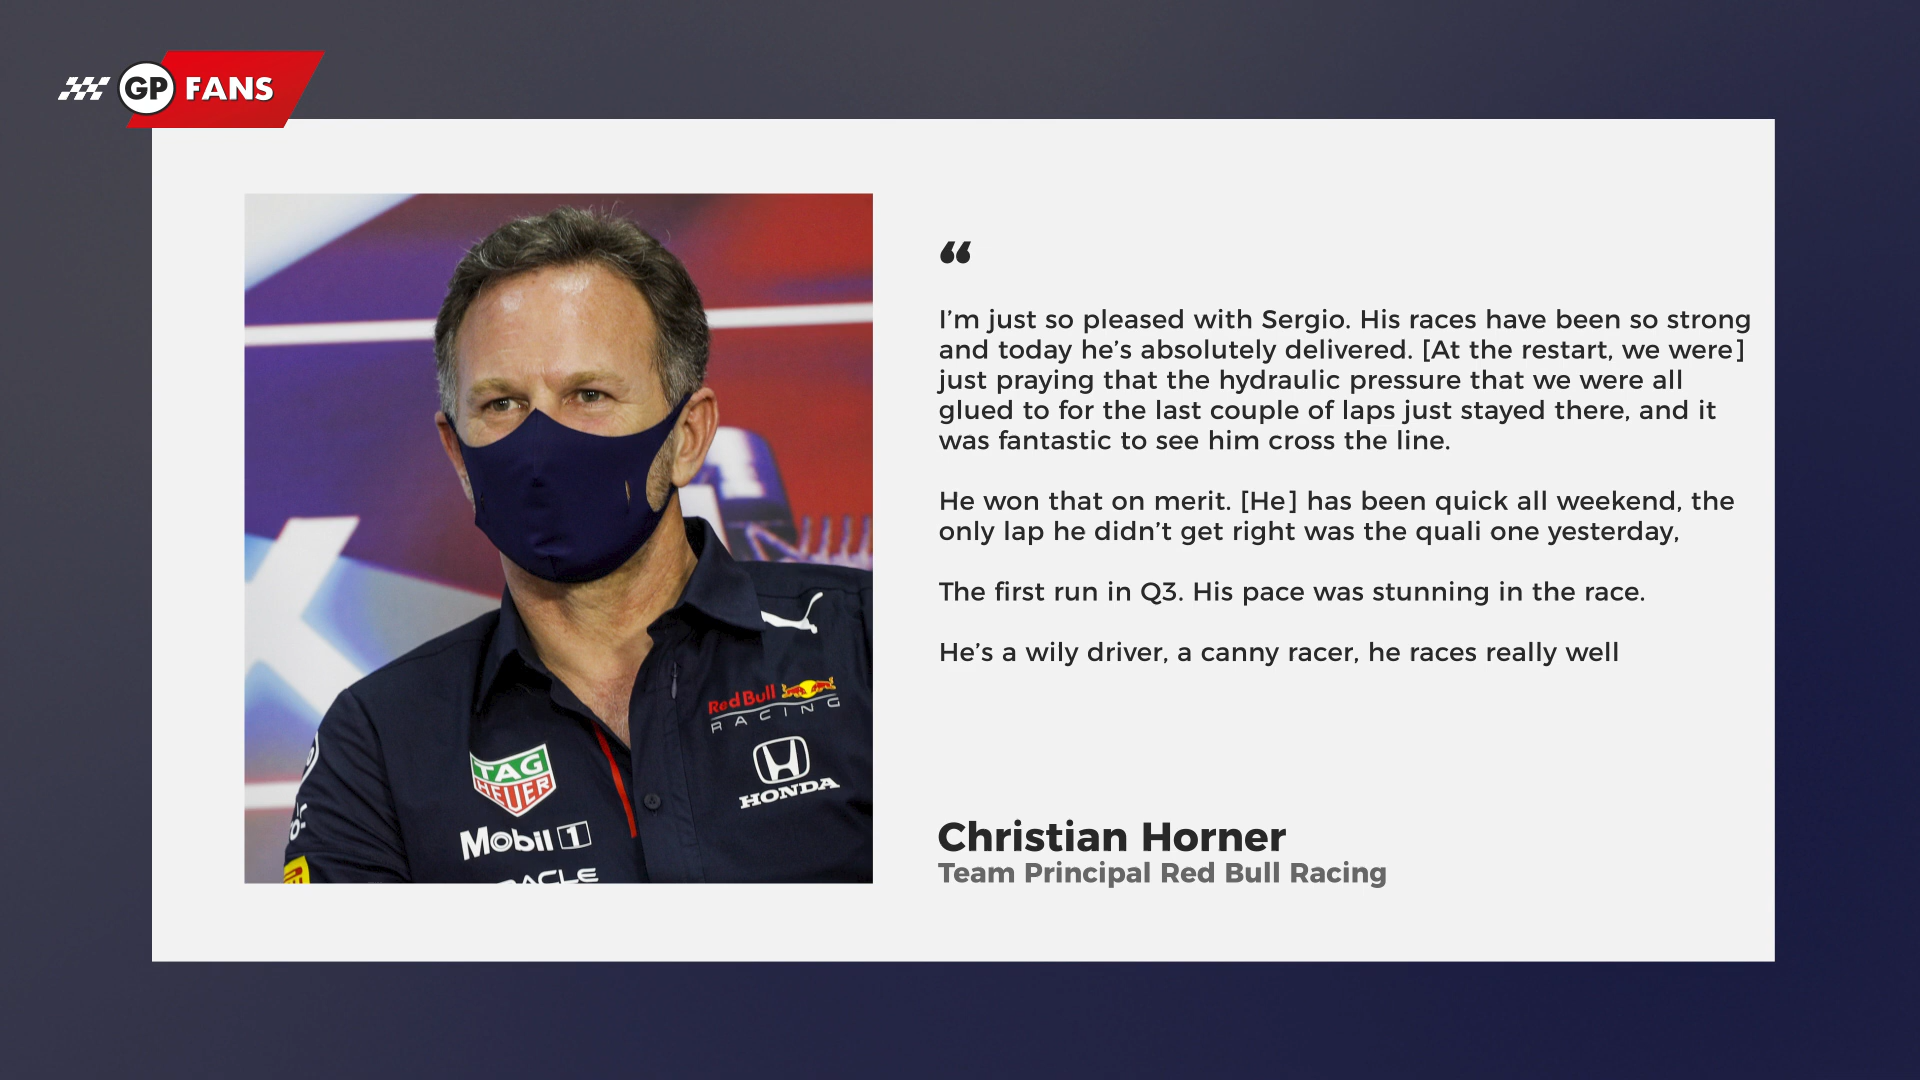 GP FANS
“
I’m just so pleased with Sergio. His races have been so strong
and today he’s absolutely delivered. [At the restart, we were]
just praying that the hydraulic pressure that we were all
glued to for the last couple of laps just stayed there, and it
was fantastic to see him cross the line.
He won that on merit. [He] has been quick all weekend, the
only lap he didn’t get right was the quali one yesterday,
The first run in Q3. His pace was stunning in the race.
He’s a wily driver, a canny racer, he races really well
Red Bull
RACING
TAG
HEUER
HONDA
Mobil 1
Christian Horner
Team Principal Red Bull Racing